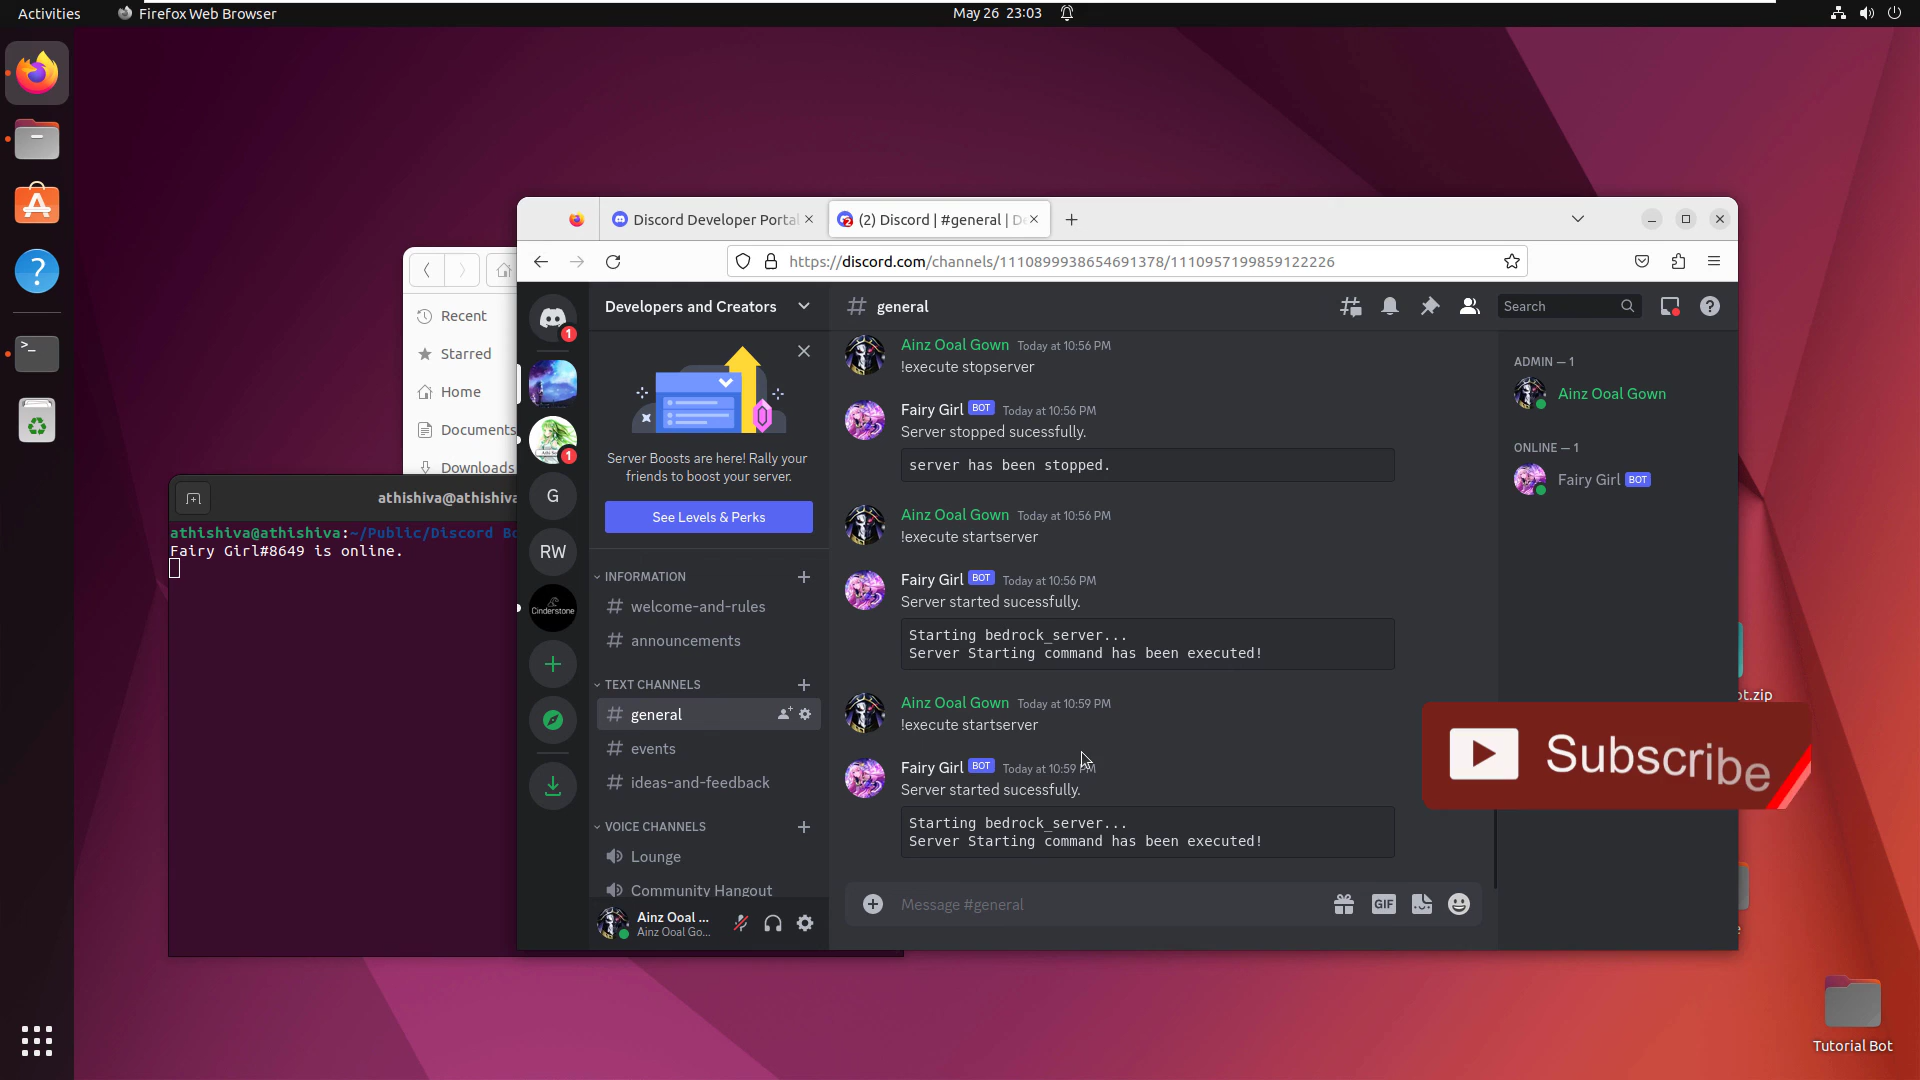 Activities
Firefox Web Browser
May 26 23:03
Discord Developer Portal
(2) Discord | #general | De
https://discord.com/channels/1110899938654691378/1110957199859122226
Recent
Starred
Home
Documents
Downloads
athishiva@athishiva
athishiva@athishiva:~/Public/Discord Bo
Fairy Girl#8649 is online.
1
1
G
RW
Cinderstone
Developers and Creators
Server Boosts are here! Rally your
friends to boost your server.
See Levels & Perks
INFORMATION
# welcome-and-rules
# announcements
TEXT CHANNELS
# general
# events
# ideas-and-feedback
VOICE CHANNELS
Lounge
Community Hangout
Ainz Ooal ...
Ainz Ooal Go...
# general
Search
Ainz Ooal Gown Today at 10:56 PM
!execute stopserver
Fairy Girl BOT Today at 10:56 PM
Server stopped sucessfully.
server has been stopped.
Ainz Ooal Gown Today at 10:56 PM
!execute startserver
Fairy Girl BOT Today at 10:56 PM
Server started sucessfully.
Starting bedrock_server...
Server Starting command has been executed!
Ainz Ooal Gown Today at 10:59 PM
!execute startserver
Fairy Girl BOT Today at 10:59 PM
Server started sucessfully.
Starting bedrock_server...
Server Starting command has been executed!
Message #general
GIF
ADMIN — 1
Ainz Ooal Gown
ONLINE — 1
Fairy Girl BOT
ot.zip
Subscribe
e
Tutorial Bot